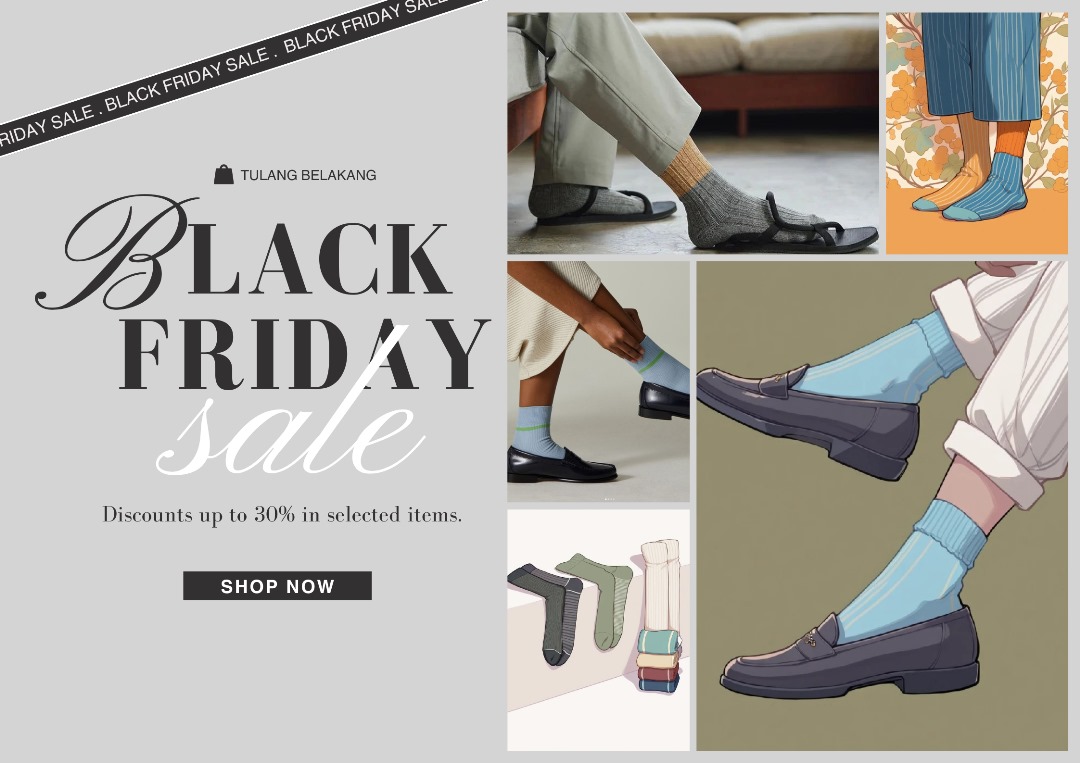 RIDAY SALE . BLACK FRIDAY SALE . BLACK FRIDAY SALE
TULANG BELAKANG
BLACK
FRIDAY
sale
Discounts up to 30% in selected items.
SHOP NOW